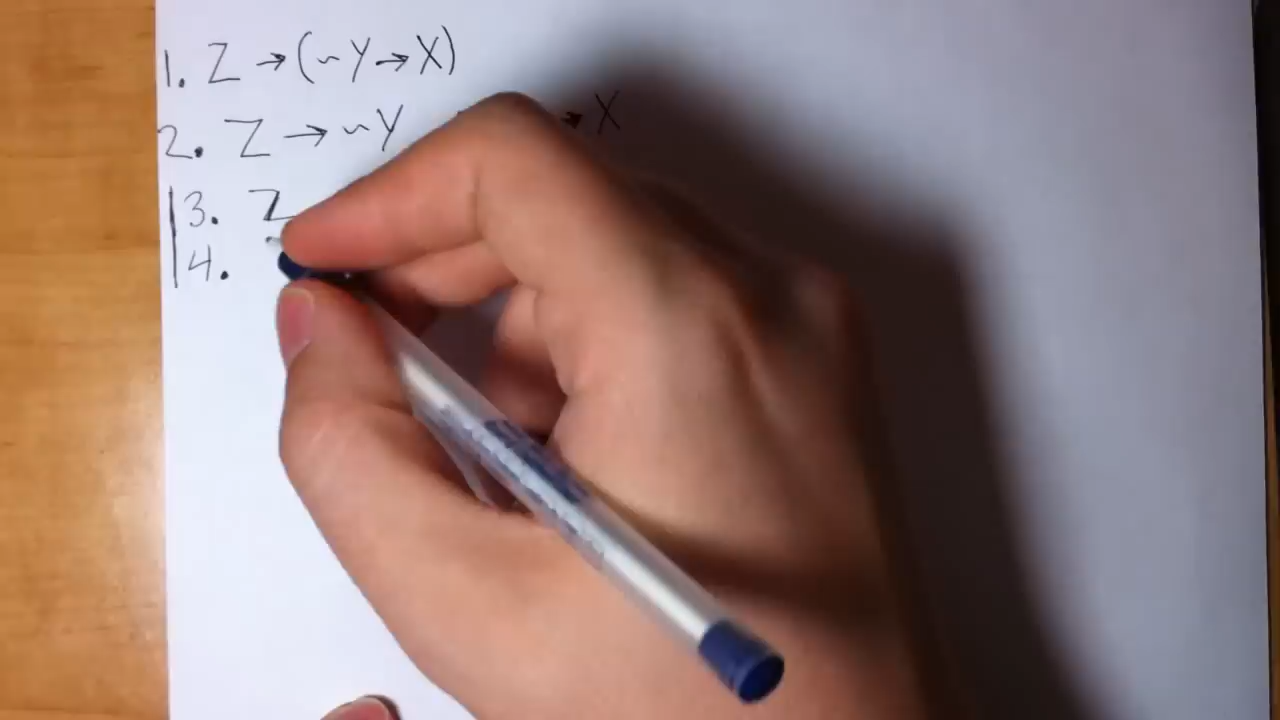 1. Z → (~Y → X)
2. Z → ~Y → X
3. Z
4.